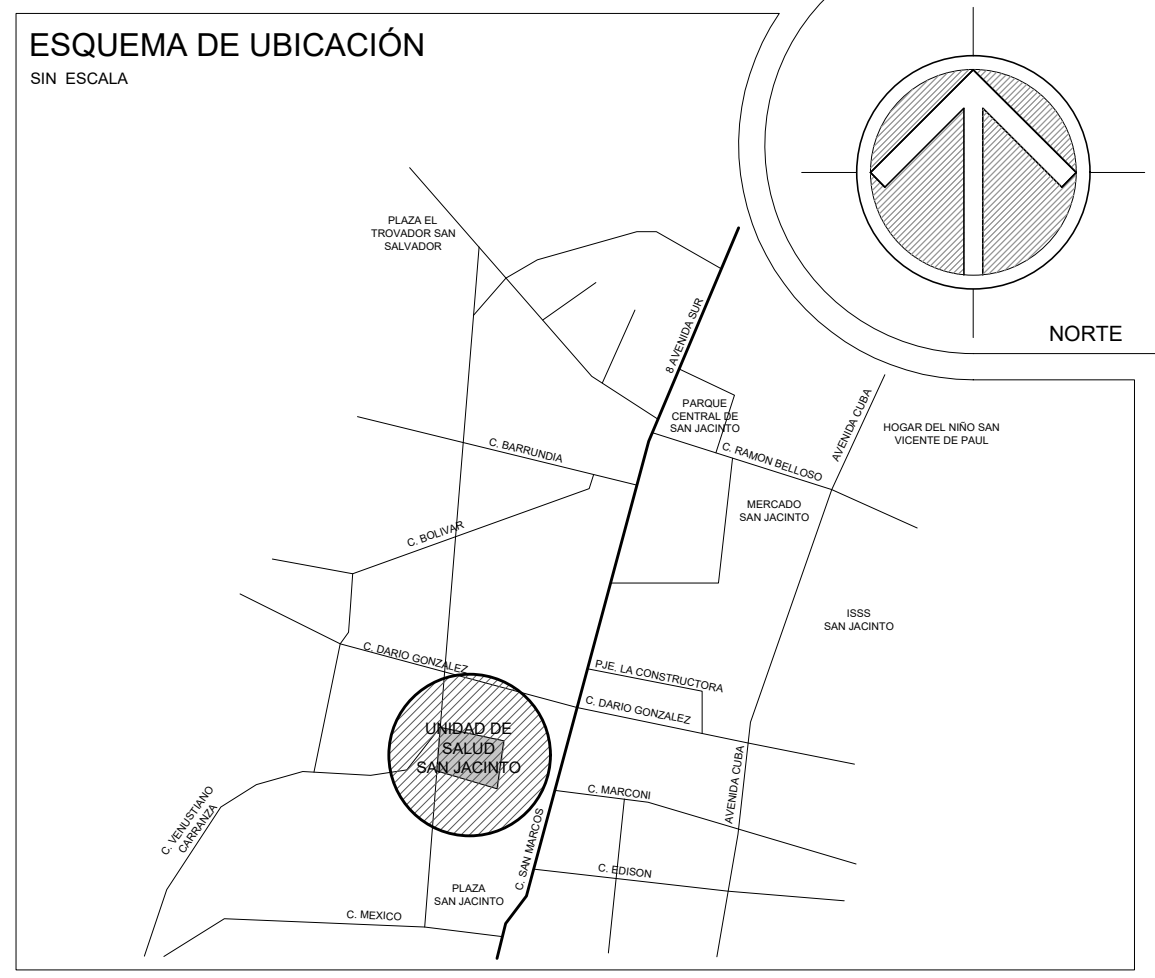 ESQUEMA DE UBICACIÓN
SIN ESCALA
NORTE
PLAZA EL
TROVADOR SAN
SALVADOR
8 AVENIDA SUR
PARQUE
CENTRAL DE
SAN JACINTO
AVENIDA CUBA
HOGAR DEL NIÑO SAN
VICENTE DE PAUL
C. BARRUNDIA
C. RAMON BELLOSO
MERCADO
SAN JACINTO
C. BOLIVAR
ISSS
SAN JACINTO
C. DARIO GONZALEZ
PJE. LA CONSTRUCTORA
C. DARIO GONZALEZ
UNIDAD DE
SALUD
SAN JACINTO
AVENIDA CUBA
C. MARCONI
C. VENUSTIANO
CARRANZA
C. SAN MARCOS
C. EDISON
PLAZA
SAN JACINTO
C. MEXICO